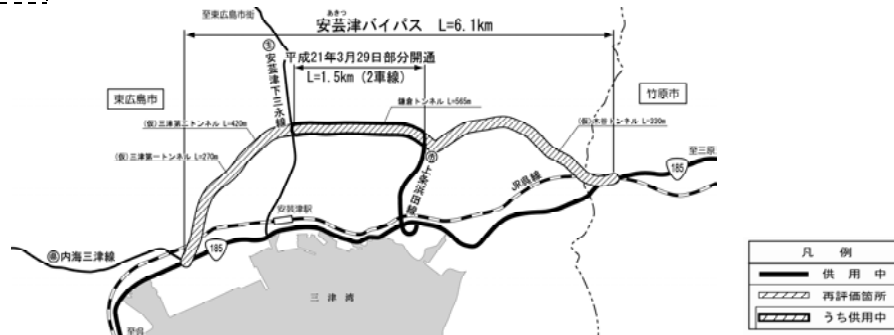 至東広島市街
あきつ
安芸津バイパス L=6.1km
主
安芸津下三永線
平成21年3月29日部分開通
L=1.5km (2車線)
東広島市
竹原市
鎌倉トンネル L=565m
(仮)三津第二トンネル L=420m
(仮)木谷トンネル L=330m
(仮)三津第一トンネル L=270m
至三原
185
市
上条浜田線
JR呉線
安芸津駅
185
県
内海三津線
三津湾
至呉
凡 例
供 用 中
再評価箇所
うち供用中